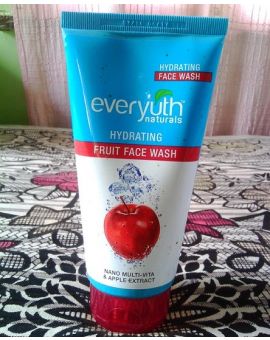 HYDRATING
FACE WASH
everyuth
naturals
HYDRATING
FRUIT FACE WASH
NANO MULTI-VITA
& APPLE EXTRACT